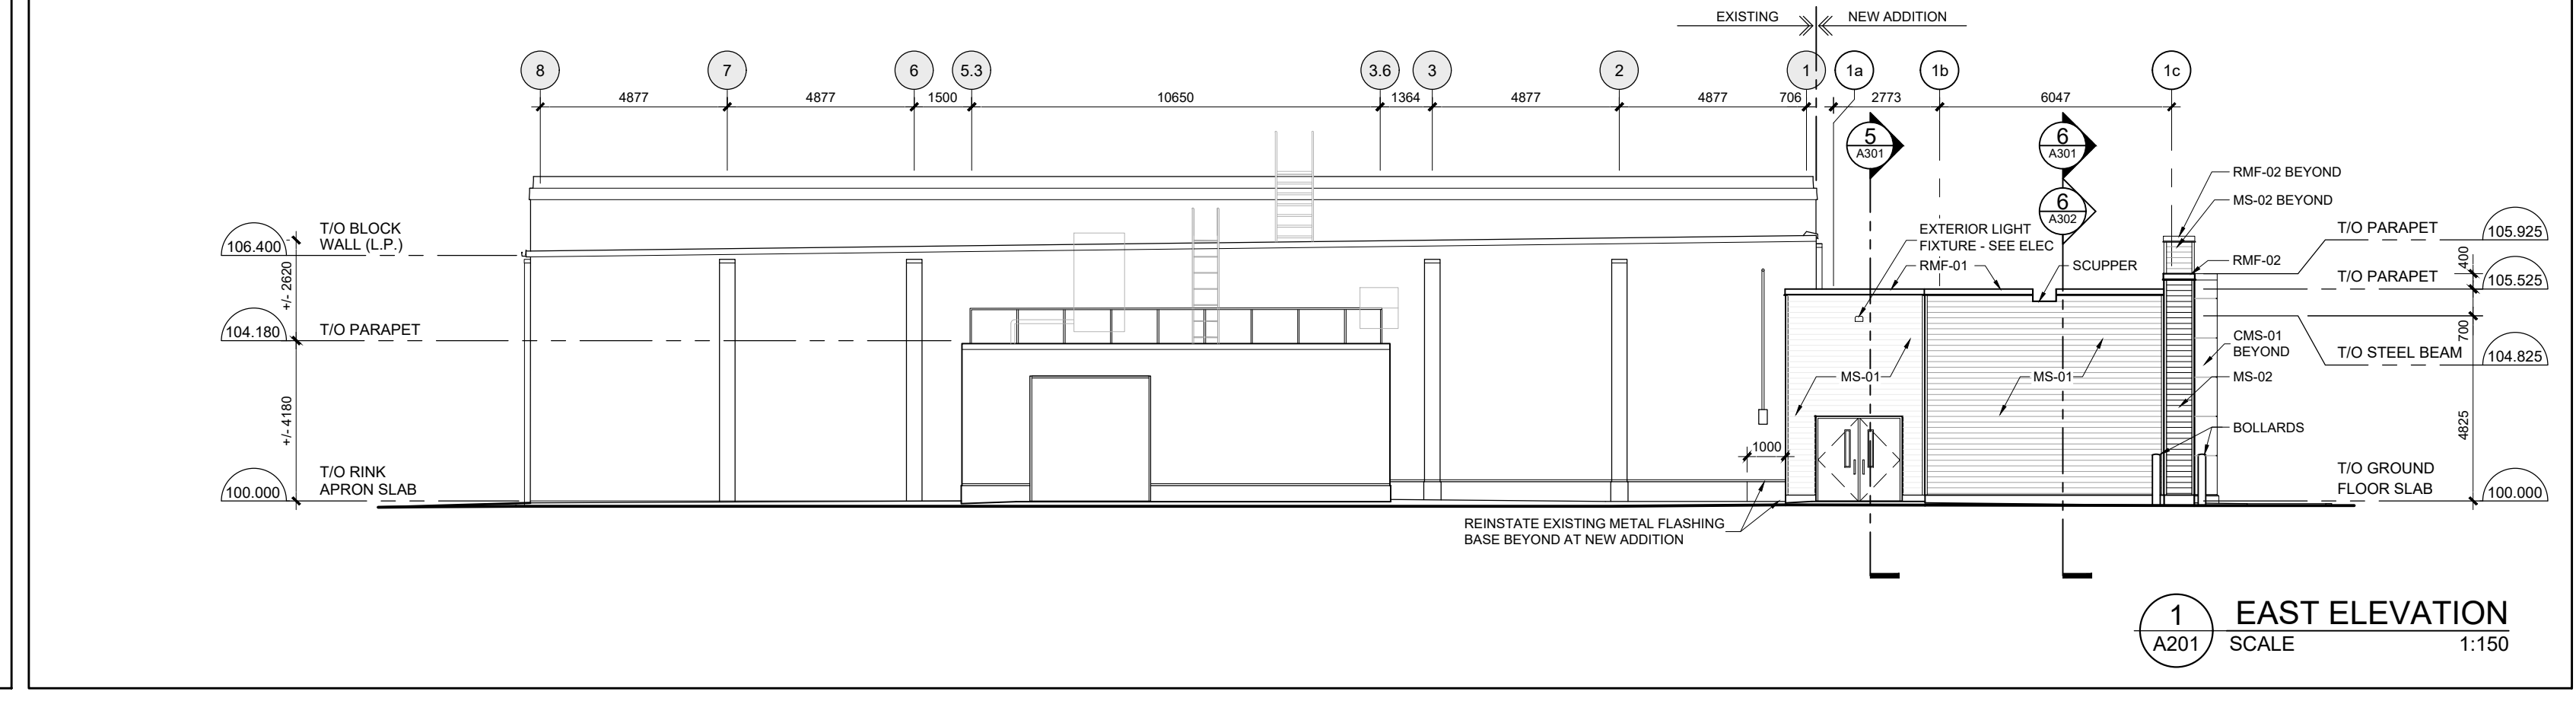 EXISTING
NEW ADDITION
8
7
6
5.3
3.6
3
2
1
1a
1b
1c
4877
4877
1500
10650
1364
4877
4877
706
2773
6047
5
A301
6
A301
6
A302
RMF-02 BEYOND
MS-02 BEYOND
106.400
T/O BLOCK
WALL (L.P.)
+/- 2620
104.180
T/O PARAPET
+/- 4180
100.000
T/O RINK
APRON SLAB
EXTERIOR LIGHT
FIXTURE - SEE ELEC
RMF-01
SCUPPER
RMF-02
T/O PARAPET
105.925
400
T/O PARAPET
105.525
700
CMS-01
BEYOND
T/O STEEL BEAM
104.825
MS-01
MS-01
MS-02
4825
BOLLARDS
1000
T/O GROUND
FLOOR SLAB
100.000
REINSTATE EXISTING METAL FLASHING
BASE BEYOND AT NEW ADDITION
1
A201
EAST ELEVATION
SCALE
1:150